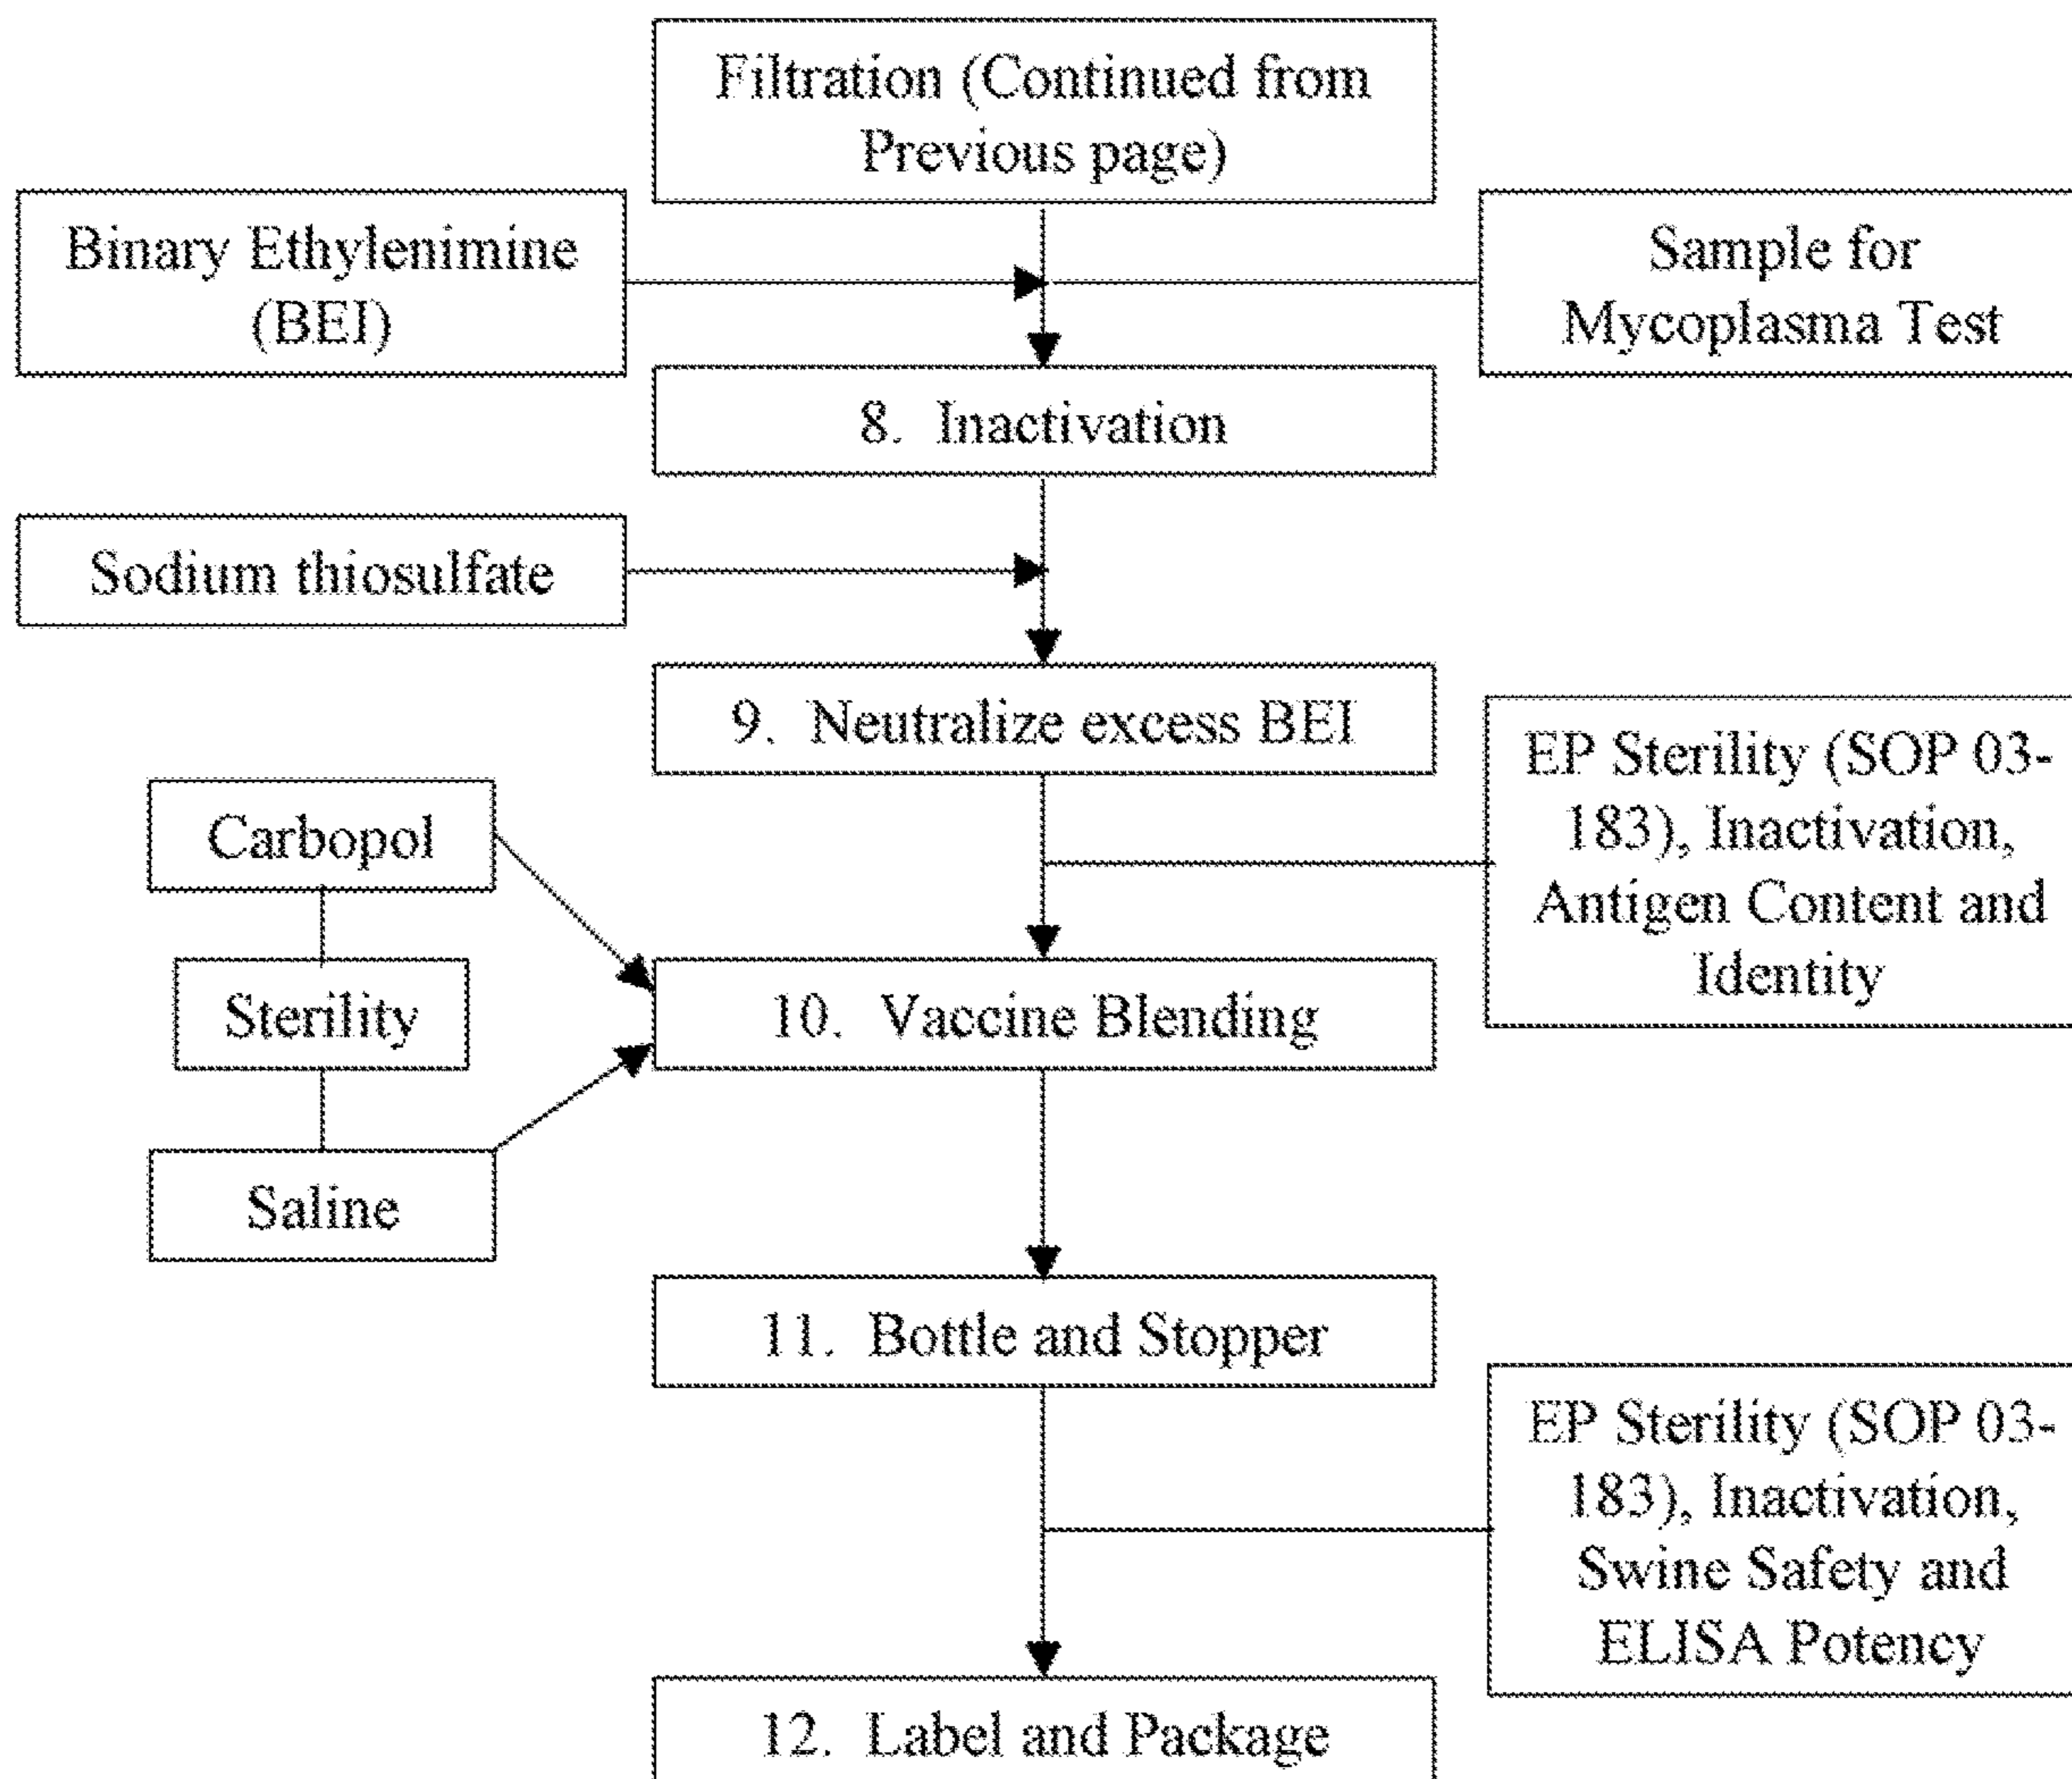 Filtration (Continued from
Previous page)
Binary Ethylenimine
(BEI)
Sample for
Mycoplasma Test
8. Inactivation
Sodium thiosulfate
9. Neutralize excess BEI
EP Sterility (SOP 03-
183), Inactivation,
Antigen Content and
Identity
Carbopol
Sterility
Saline
10. Vaccine Blending
11. Bottle and Stopper
EP Sterility (SOP 03-
183), Inactivation,
Swine Safety and
ELISA Potency
12. Label and Package